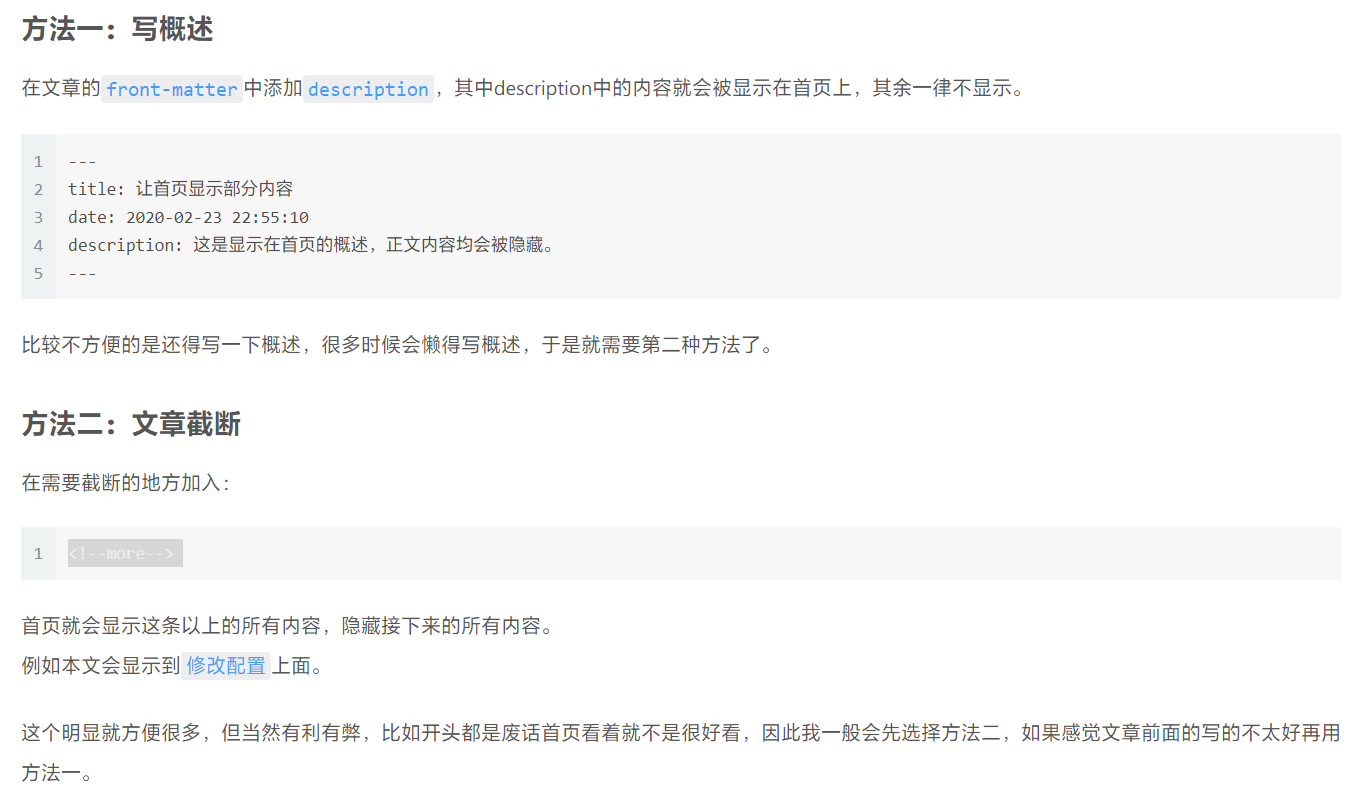 方法一：写概述
在文章的front-matter中添加description，其中description中的内容就会被显示在首页上，其余一律不显示。
1 ---
2 title: 让首页显示部分内容
3 date: 2020-02-23 22:55:10
4 description: 这是显示在首页的概述，正文内容均会被隐藏。
5 ---
比较不方便的是还得写一下概述，很多时候会懒得写概述，于是就需要第二种方法了。
方法二：文章截断
在需要截断的地方加入：
1 <!--more-->
首页就会显示这条以上的所有内容，隐藏接下来的所有内容。
例如本文会显示到修改配置上面。
这个明显就方便很多，但当然有利有弊，比如开头都是废话首页看着就不是很好看，因此我一般会先选择方法二，如果感觉文章前面的写的不太好再用
方法一。